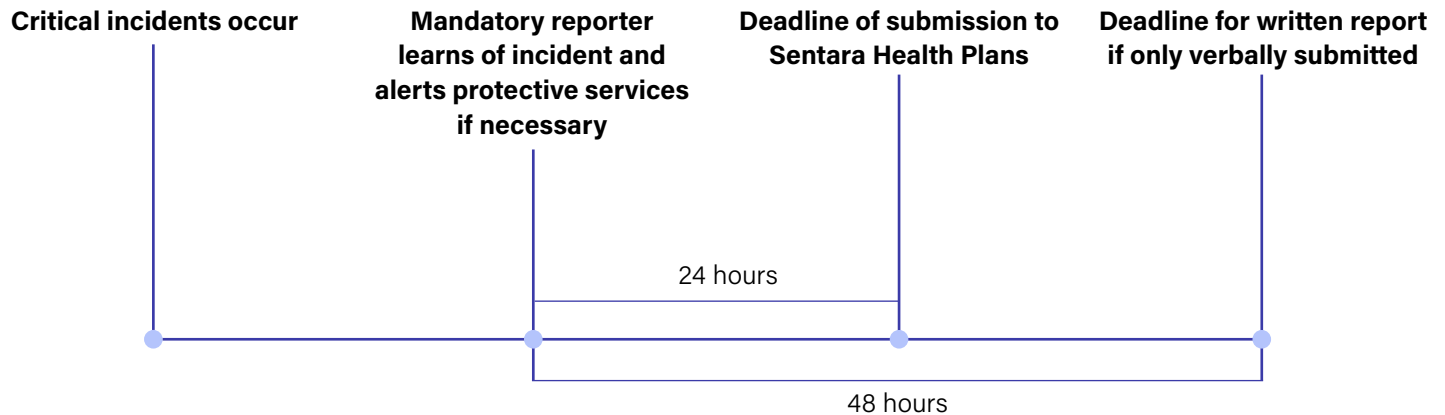 Critical incidents occur
Mandatory reporter
learns of incident and
alerts protective services
if necessary
Deadline of submission to
Sentara Health Plans
Deadline for written report
if only verbally submitted
24 hours
48 hours